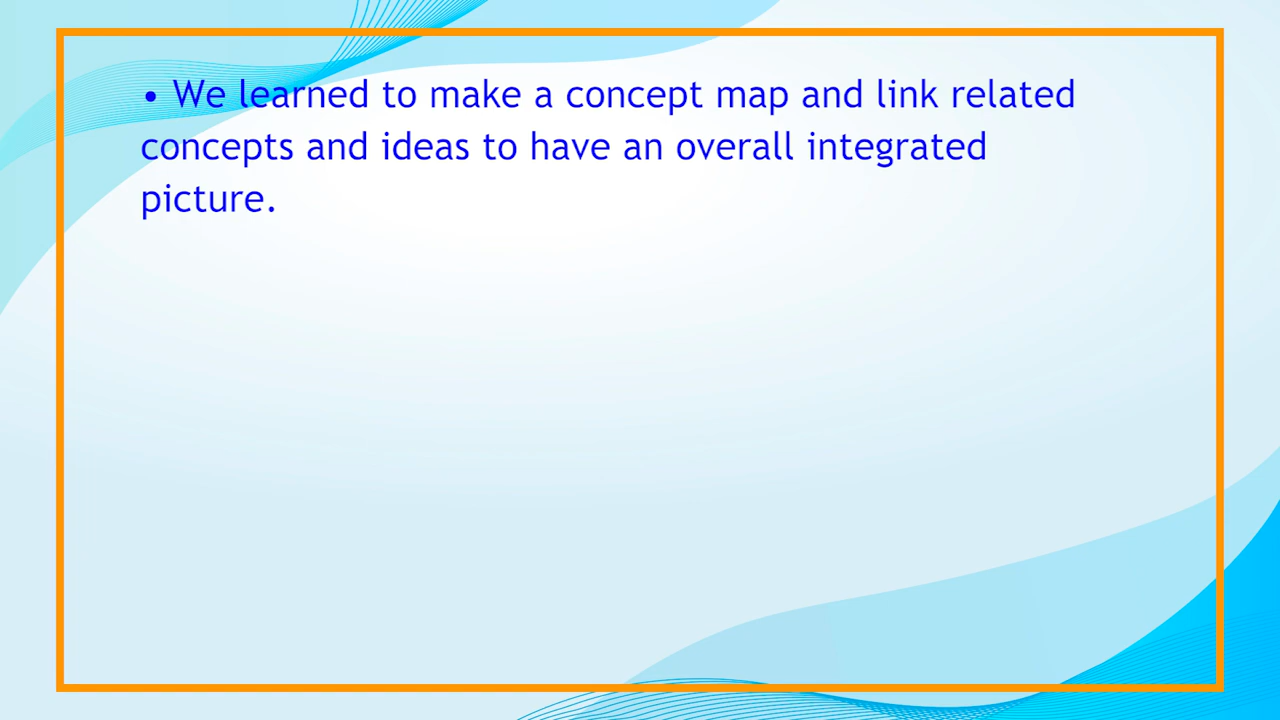 • We learned to make a concept map and link related
concepts and ideas to have an overall integrated
picture.